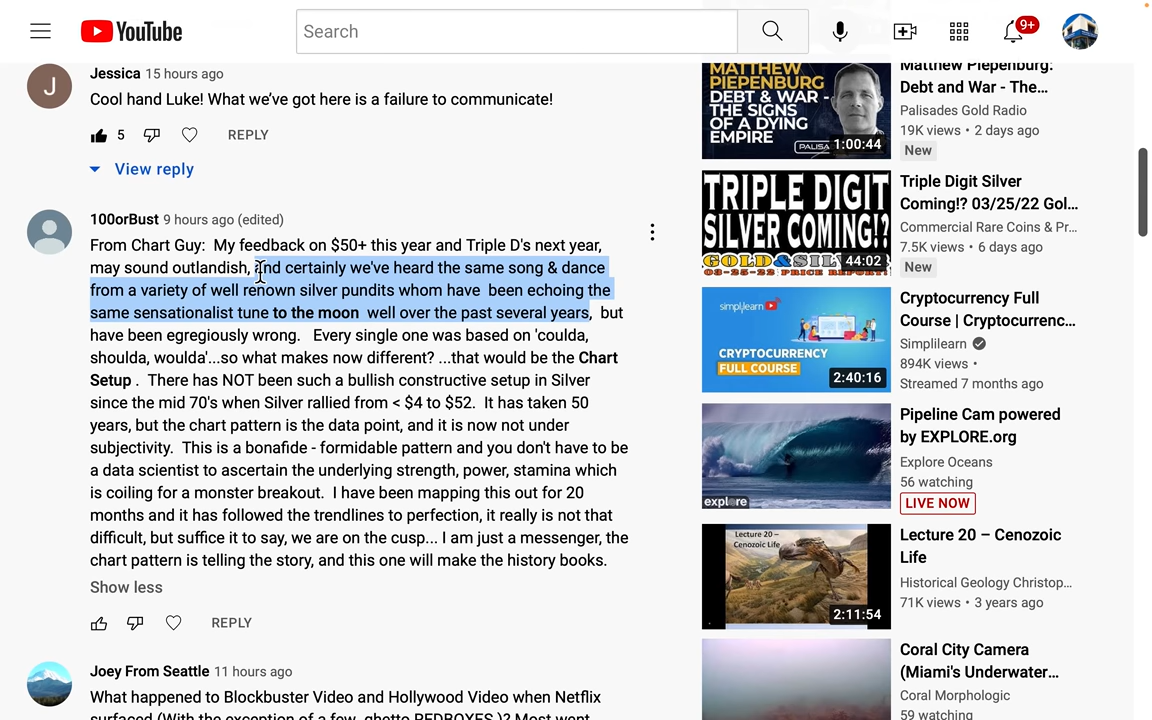 YouTube
Search
9+
Jessica 15 hours ago
J
Cool hand Luke! What we’ve got here is a failure to communicate!
5 REPLY
View reply
100orBust 9 hours ago (edited)
From Chart Guy: My feedback on $50+ this year and Triple D's next year,
may sound outlandish, and certainly we've heard the same song & dance
from a variety of well renown silver pundits whom have been echoing the
same sensationalist tune to the moon well over the past several years, but
have been egregiously wrong. Every single one was based on 'coulda,
shoulda, woulda'...so what makes now different? ...that would be the Chart
Setup . There has NOT been such a bullish constructive setup in Silver
since the mid 70's when Silver rallied from < $4 to $52. It has taken 50
years, but the chart pattern is the data point, and it is now not under
subjectivity. This is a bonafide - formidable pattern and you don't have to be
a data scientist to ascertain the underlying strength, power, stamina which
is coiling for a monster breakout. I have been mapping this out for 20
months and it has followed the trendlines to perfection, it really is not that
difficult, but suffice it to say, we are on the cusp... I am just a messenger, the
chart pattern is telling the story, and this one will make the history books.
Show less
REPLY
Joey From Seattle 11 hours ago
What happened to Blockbuster Video and Hollywood Video when Netflix
surfaced (With the exception of a few, ghetto REDBOXES )? Most went
MATTHEW
PIEPENBURG
DEBT & WAR -
THE SIGNS
OF A DYING
EMPIRE
PALISA
1:00:44
Matthew Piepenburg:
Debt and War - The...
Palisades Gold Radio
19K views • 2 days ago
New
TRIPLE DIGIT
SILVER COMING!?
GOLD&SILVER
03-25-22 PRICE REPORT!
44:02
Triple Digit Silver
Coming!? 03/25/22 Gol...
Commercial Rare Coins & Pr...
7.5K views • 6 days ago
New
simplilearn
CRYPTOCURRENCY
FULL COURSE
2:40:16
Cryptocurrency Full
Course | Cryptocurrenc...
Simplilearn
894K views •
Streamed 7 months ago
explore
Pipeline Cam powered
by EXPLORE.org
Explore Oceans
56 watching
LIVE NOW
Lecture 20 –
Cenozoic Life
2:11:54
Lecture 20 – Cenozoic
Life
Historical Geology Christop...
71K views • 3 years ago
Coral City Camera
(Miami's Underwater...
Coral Morphologic
59 watching